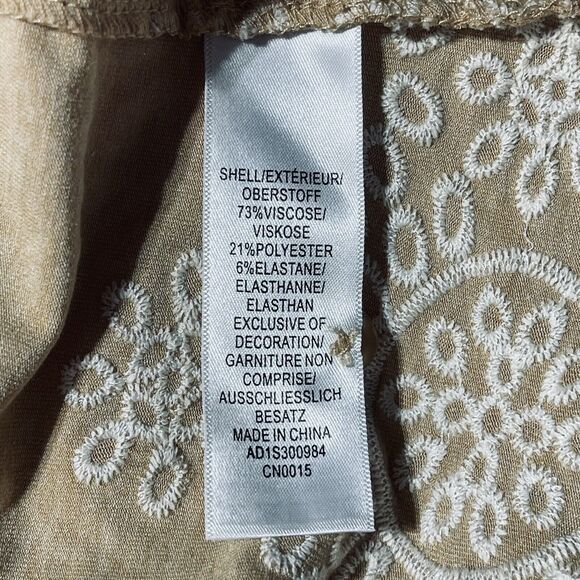 SHELL/EXTÉRIEUR/
OBERSTOFF
73%VISCOSE/
VISKOSE
21%POLYESTER
6%ELASTANE/
ELASTHANNE/
ELASTHAN
EXCLUSIVE OF
DECORATION/
GARNITURE NON
COMPRISE/
AUSSCHLIESSLICH
BESATZ
MADE IN CHINA
AD1S300984
CN0015